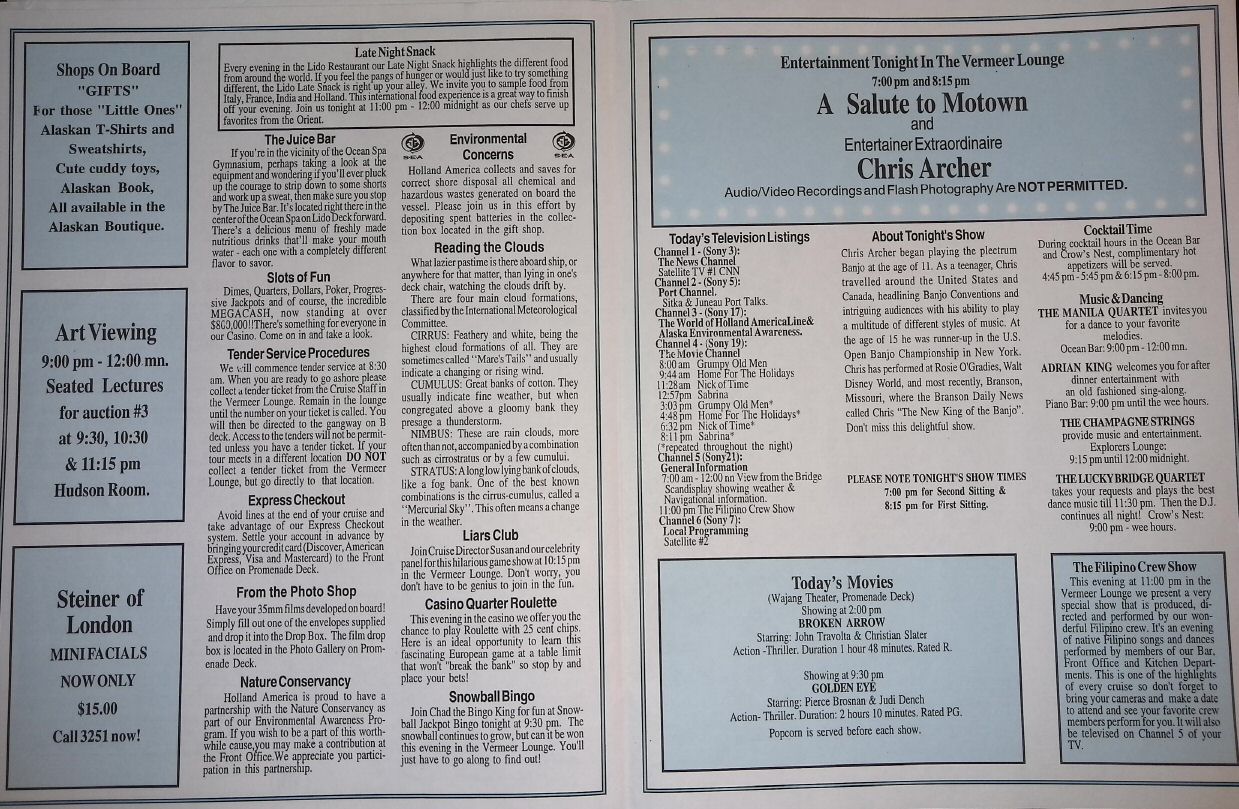 Shops On Board
"GIFTS"
For those "Little Ones"
Alaskan T-Shirts and
Sweatshirts,
Cute cuddy toys,
Alaskan Book,
All available in the
Alaskan Boutique.
Art Viewing
9:00 pm - 12:00 mn.
Seated Lectures
for auction #3
at 9:30, 10:30
& 11:15 pm
Hudson Room.
Steiner of
London
MINI FACIALS
NOW ONLY
$15.00
Call 3251 now!
Late Night Snack
Every evening in the Lido Restaurant our Late Night Snack highlights the different food
from around the world. If you feel the pangs of hunger or would just like to try something
different, the Lido Late Snack is right up your alley. We invite you to sample food from
Italy, France, India and Holland. This international food experience is a great way to finish
off your evening. Join us tonight at 11:00 pm - 12:00 midnight as our chefs serve up
favorites from the Orient.
The Juice Bar
If you're in the vicinity of the Ocean Spa
Gymnasium, perhaps taking a look at the
equipment and wondering if you'll ever pluck
up the courage to strip down to some shorts
and work up a sweat, then make sure you stop
by The Juice Bar. It's located right there in the
center of the Ocean Spa on Lido Deck forward.
There's a delicious menu of freshly made
nutritious drinks that'll make your mouth
water - each one with a completely different
flavor to savor.
Slots of Fun
Dimes, Quarters, Dollars, Poker, Progres-
sive Jackpots and of course, the incredible
MEGACASH, now standing at over
$860,000!! There's something for everyone in
our Casino. Come on in and take a look.
Tender Service Procedures
We will commence tender service at 8:30
am. When you are ready to go ashore please
collect a tender ticket from the Cruise Staff in
the Vermeer Lounge. Remain in the lounge
until the number on your ticket is called. You
will then be directed to the gangway on B
deck. Access to the tenders will not be permit-
ted unless you have a tender ticket. If your
tour meets in a different location DO NOT
collect a tender ticket from the Vermeer
Lounge, but go directly to that location.
Express Checkout
Avoid lines at the end of your cruise and
take advantage of our Express Checkout
system. Settle your account in advance by
bringing your credit card (Discover, American
Express, Visa and Mastercard) to the Front
Office on Promenade Deck.
From the Photo Shop
Have your 35mm films developed on board!
Simply fill out one of the envelopes supplied
and drop it into the Drop Box. The film drop
box is located in the Photo Gallery on Prom-
enade Deck.
Nature Conservancy
Holland America is proud to have a
partnership with the Nature Conservancy as
part of our Environmental Awareness Pro-
gram. If you wish to be a part of this worth-
while cause, you may make a contribution at
the Front Office. We appreciate you partici-
pation in this partnership.
SEA
Environmental
Concerns
SEA
Holland America collects and saves for
correct shore disposal all chemical and
hazardous wastes generated on board the
vessel. Please join us in this effort by
depositing spent batteries in the collec-
tion box located in the gift shop.
Reading the Clouds
What lazier pastime is there aboard ship, or
anywhere for that matter, than lying in one's
deck chair, watching the clouds drift by.
There are four main cloud formations,
classified by the International Meteorological
Committee.
CIRRUS: Feathery and white, being the
highest cloud formations of all. They are
sometimes called "Mare's Tails" and usually
indicate a changing or rising wind.
CUMULUS: Great banks of cotton. They
usually indicate fine weather, but when
congregated above a gloomy bank they
presage a thunderstorm.
NIMBUS: These are rain clouds, more
often than not, accompanied by a combination
such as cirrostratus or by a few cumului.
STRATUS: A long low lying bank of clouds,
like a fog bank. One of the best known
combinations is the cirrus-cumulus, called a
"Mercurial Sky". This often means a change
in the weather.
Liars Club
Join Cruise Director Susan and our celebrity
panel for this hilarious game show at 10:15 pm
in the Vermeer Lounge. Don't worry, you
don't have to be genius to join in the fun.
Casino Quarter Roulette
This evening in the casino we offer you the
chance to play Roulette with 25 cent chips.
Here is an ideal opportunity to learn this
fascinating European game at a table limit
that won't "break the bank" so stop by and
place your bets!
Snowball Bingo
Join Chad the Bingo King for fun at Snow-
ball Jackpot Bingo tonight at 9:30 pm. The
snowball continues to grow, but can it be won
this evening in the Vermeer Lounge. You'll
just have to go along to find out!
Entertainment Tonight In The Vermeer Lounge
7:00 pm and 8:15 pm
A Salute to Motown
and
Entertainer Extraordinaire
Chris Archer
Audio/Video Recordings and Flash Photography Are NOT PERMITTED.
Today's Television Listings
Channel 1 - (Sony 3):
The News Channel
Satellite TV #1 CNN
Channel 2 - (Sony 5):
Port Channel.
Sitka & Juneau Port Talks.
Channel 3 - (Sony 17):
The World of Holland America Line &
Alaska Environmental Awareness.
Channel 4 - (Sony 19):
The Movie Channel
8:00 am Grumpy Old Men
9:44 am Home For The Holidays
11:28 am Nick of Time
12:57pm Sabrina
3:03 pm Grumpy Old Men*
4:48 pm Home For The Holidays*
6:32 pm Nick of Time*
8:11 pm Sabrina*
(*repeated throughout the night)
Channel 5 (Sony21):
General Information
7:00 am - 12:00 nn View from the Bridge
Scandisplay showing weather &
Navigational information.
11:00 pm The Filipino Crew Show
Channel 6 (Sony 7):
Local Programming
Satellite #2
About Tonight's Show
Chris Archer began playing the plectrum
Banjo at the age of 11. As a teenager, Chris
travelled around the United States and
Canada, headlining Banjo Conventions and
intriguing audiences with his ability to play
a multitude of different styles of music. At
the age of 15 he was runner-up in the U.S.
Open Banjo Championship in New York.
Chris has performed at Rosie O'Gradies, Walt
Disney World, and most recently, Branson,
Missouri, where the Branson Daily News
called Chris "The New King of the Banjo".
Don't miss this delightful show.
PLEASE NOTE TONIGHT'S SHOW TIMES
7:00 pm for Second Sitting &
8:15 pm for First Sitting.
Cocktail Time
During cocktail hours in the Ocean Bar
and Crow's Nest, complimentary hot
appetizers will be served.
4:45 pm - 5:45 pm & 6:15 pm - 8:00 pm.
Music & Dancing
THE MANILA QUARTET invites you
for a dance to your favorite
melodies.
Ocean Bar: 9:00 pm - 12:00 mn.
ADRIAN KING welcomes you for after
dinner entertainment with
an old fashioned sing-along.
Piano Bar: 9:00 pm until the wee hours.
THE CHAMPAGNE STRINGS
provide music and entertainment.
Explorers Lounge:
9:15 pm until 12:00 midnight.
THE LUCKY BRIDGE QUARTET
takes your requests and plays the best
dance music till 11:30 pm. Then the D.J.
continues all night! Crow's Nest:
9:00 pm - wee hours.
Today's Movies
(Wajang Theater, Promenade Deck)
Showing at 2:00 pm
BROKEN ARROW
Starring: John Travolta & Christian Slater
Action -Thriller. Duration 1 hour 48 minutes. Rated R.
Showing at 9:30 pm
GOLDEN EYE
Starring: Pierce Brosnan & Judi Dench
Action- Thriller. Duration: 2 hours 10 minutes. Rated PG.
Popcorn is served before each show.
The Filipino Crew Show
This evening at 11:00 pm in the
Vermeer Lounge we present a very
special show that is produced, di-
rected and performed by our won-
derful Filipino crew. It's an evening
of native Filipino songs and dances
performed by members of our Bar,
Front Office and Kitchen Depart-
ments. This is one of the highlights
of every cruise so don't forget to
bring your cameras and make a date
to attend and see your favorite crew
members perform for you. It will also
be televised on Channel 5 of your
TV.